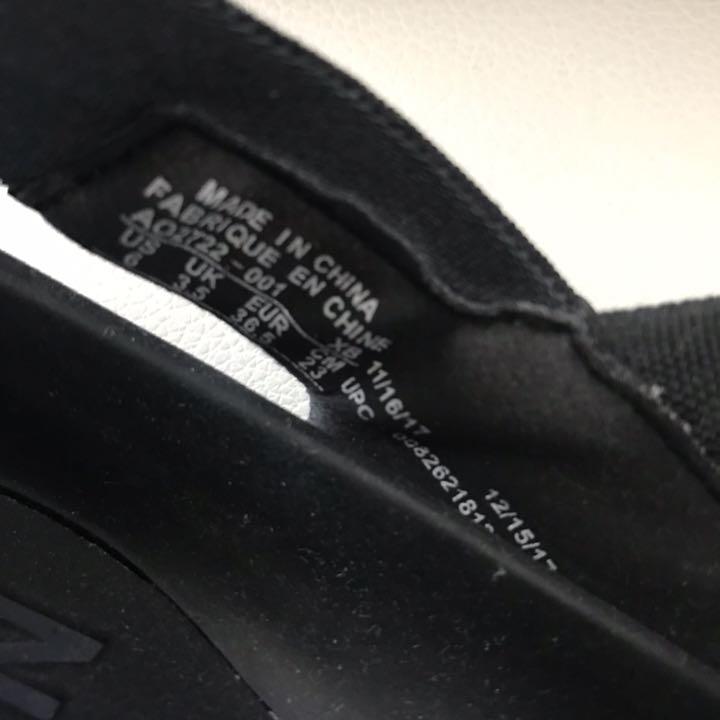 MADE IN CHINA
FABRIQUE EN CHINE
AO2722-001 XB 11/16/17 12/15/17
US UK EUR CM UPC
6 3.5 36.5 23